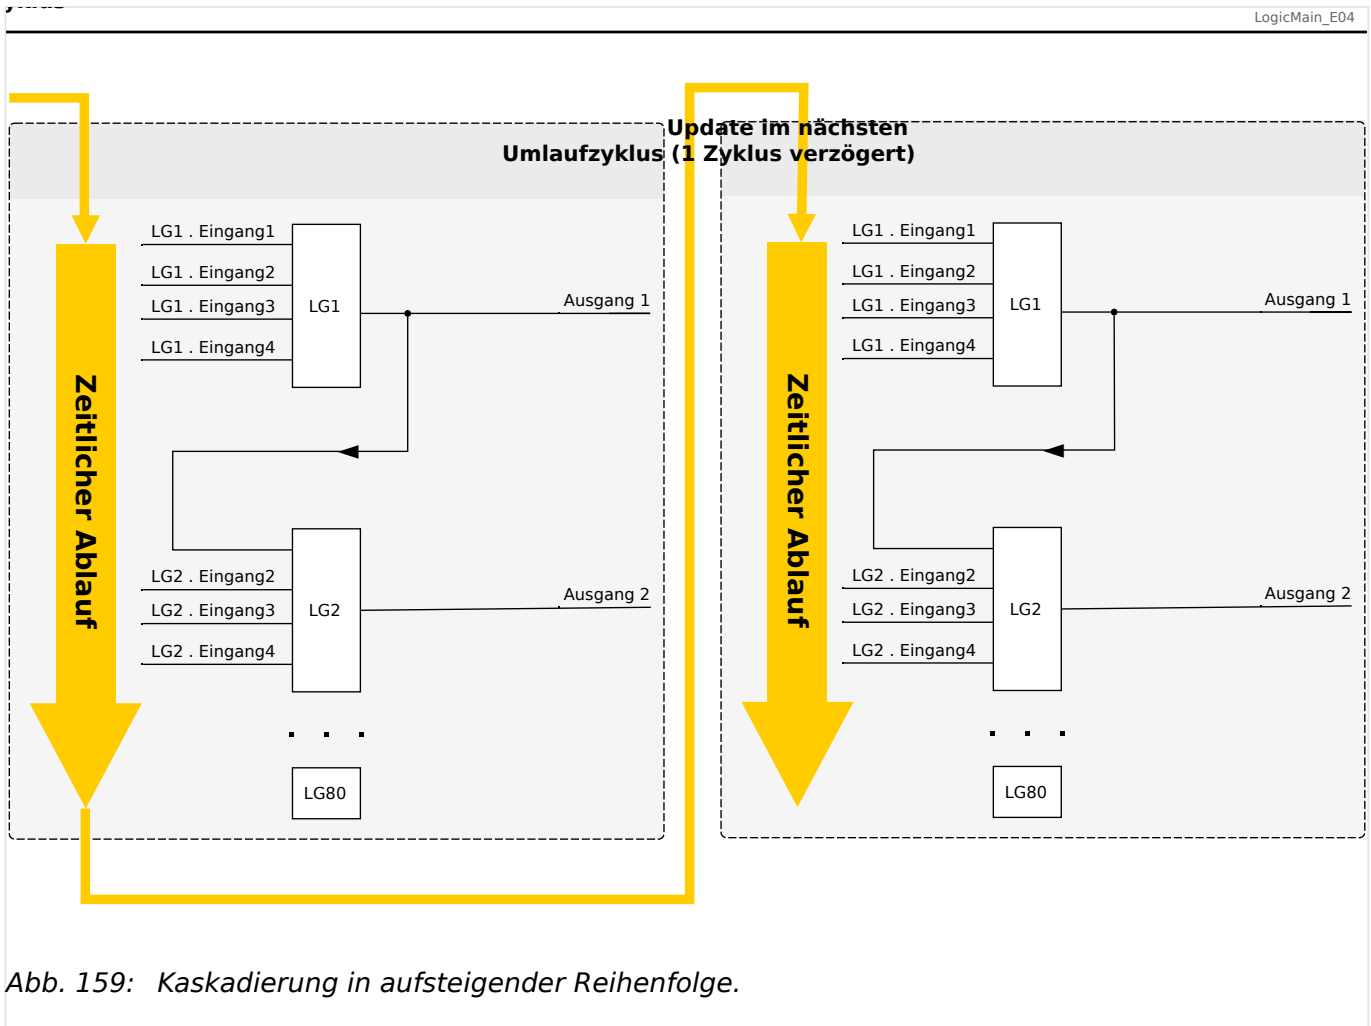 LogicMain_E04
Update im nächsten
Umlaufzyklus (1 Zyklus verzögert)
LG1 . Eingang1
LG1 . Eingang2
LG1 . Eingang3
LG1 . Eingang4
LG1
Ausgang 1
Zeitlicher Ablauf
LG2 . Eingang2
LG2 . Eingang3
LG2 . Eingang4
LG2
Ausgang 2
. . .
LG80
LG1 . Eingang1
LG1 . Eingang2
LG1 . Eingang3
LG1 . Eingang4
LG1
Ausgang 1
Zeitlicher Ablauf
LG2 . Eingang2
LG2 . Eingang3
LG2 . Eingang4
LG2
Ausgang 2
. . .
LG80
Abb. 159: Kaskadierung in aufsteigender Reihenfolge.